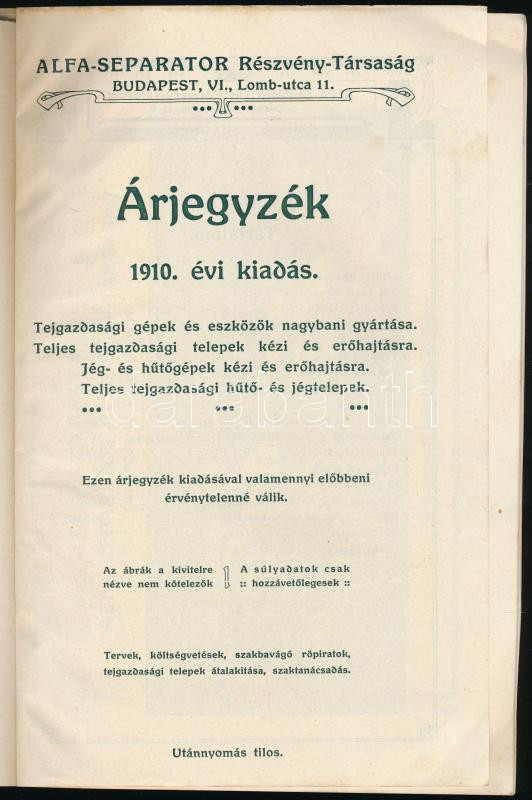 ALFA-SEPARATOR Részvény-Társaság
BUDAPEST, VI., Lomb-utca 11.
Árjegyzék
1910. évi kiadás.
Tejgazdasági gépek és eszközök nagybani gyártása.
Teljes tejgazdasági telepek kézi és erőhajtásra.
Jég- és hűtőgépek kézi és erőhajtásra.
Teljes tejgazdasági hűtő- és jégtelepek.
darabanth
Ezen árjegyzék kiadásával valamennyi előbbeni
érvénytelenné válik.
Az ábrák a kivitelre
nézve nem kötelezők
A súlyadatok csak
:: hozzávetőlegesek ::
Tervek, költségvetések, szakbavágó röpiratok,
tejgazdasági telepek átalakitása, szaktanácsadás.
Utánnyomás tilos.